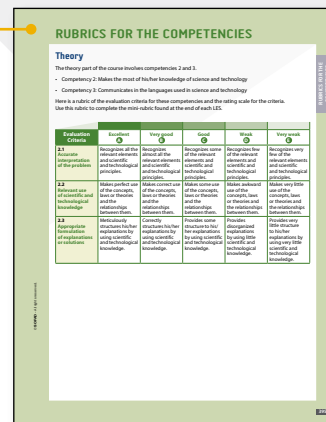 RUBRICS FOR THE COMPETENCIES
Theory
The theory part of the course involves competencies 2 and 3.
• Competency 2: Makes the most of his/her knowledge of science and technology
• Competency 3: Communicates in the languages used in science and technology
Here is a rubric of the evaluation criteria for these competencies and the rating scale for the criteria.
Use this rubric to complete the mini-rubric found at the end of each LES.
Evaluation
Criteria
Excellent
A
Very good
B
Good
C
Weak
D
Very weak
E
2.1
Accurate
interpretation
of the problem
Recognizes all the
relevant elements
and scientific
and technological
principles.
Recognizes
almost all the
relevant elements
and scientific
and technological
principles.
Recognizes some
of the relevant
elements and
scientific and
technological
principles.
Recognizes few
of the relevant
elements and
scientific and
technological
principles.
Recognizes very
few of the relevant
elements and
scientific and
technological
principles.
2.2
Relevant use
of scientific and
technological
knowledge
Makes perfect use
of the concepts,
laws or theories
and the
relationships
between them.
Makes correct use
of the concepts,
laws or theories
and the
relationships
between them.
Makes some use
of the concepts,
laws or theories
and the
relationships
between them.
Makes awkward
use of the
concepts, laws
or theories and
the relationships
between them.
Makes very little
use of the
concepts, laws
or theories and
the relationships
between them.
2.3
Appropriate
formulation
of explanations
or solutions
Meticulously
structures his/her
explanations by
using scientific
and technological
knowledge.
Correctly
structures his/her
explanations by
using scientific
and technological
knowledge.
Provides some
structure to his/
her explanations
by using scientific
and technological
knowledge.
Provides
disorganized
explanations
by using little
scientific and
technological
knowledge.
Provides very
little structure
to his/her
explanations by
using very little
scientific and
technological
knowledge.